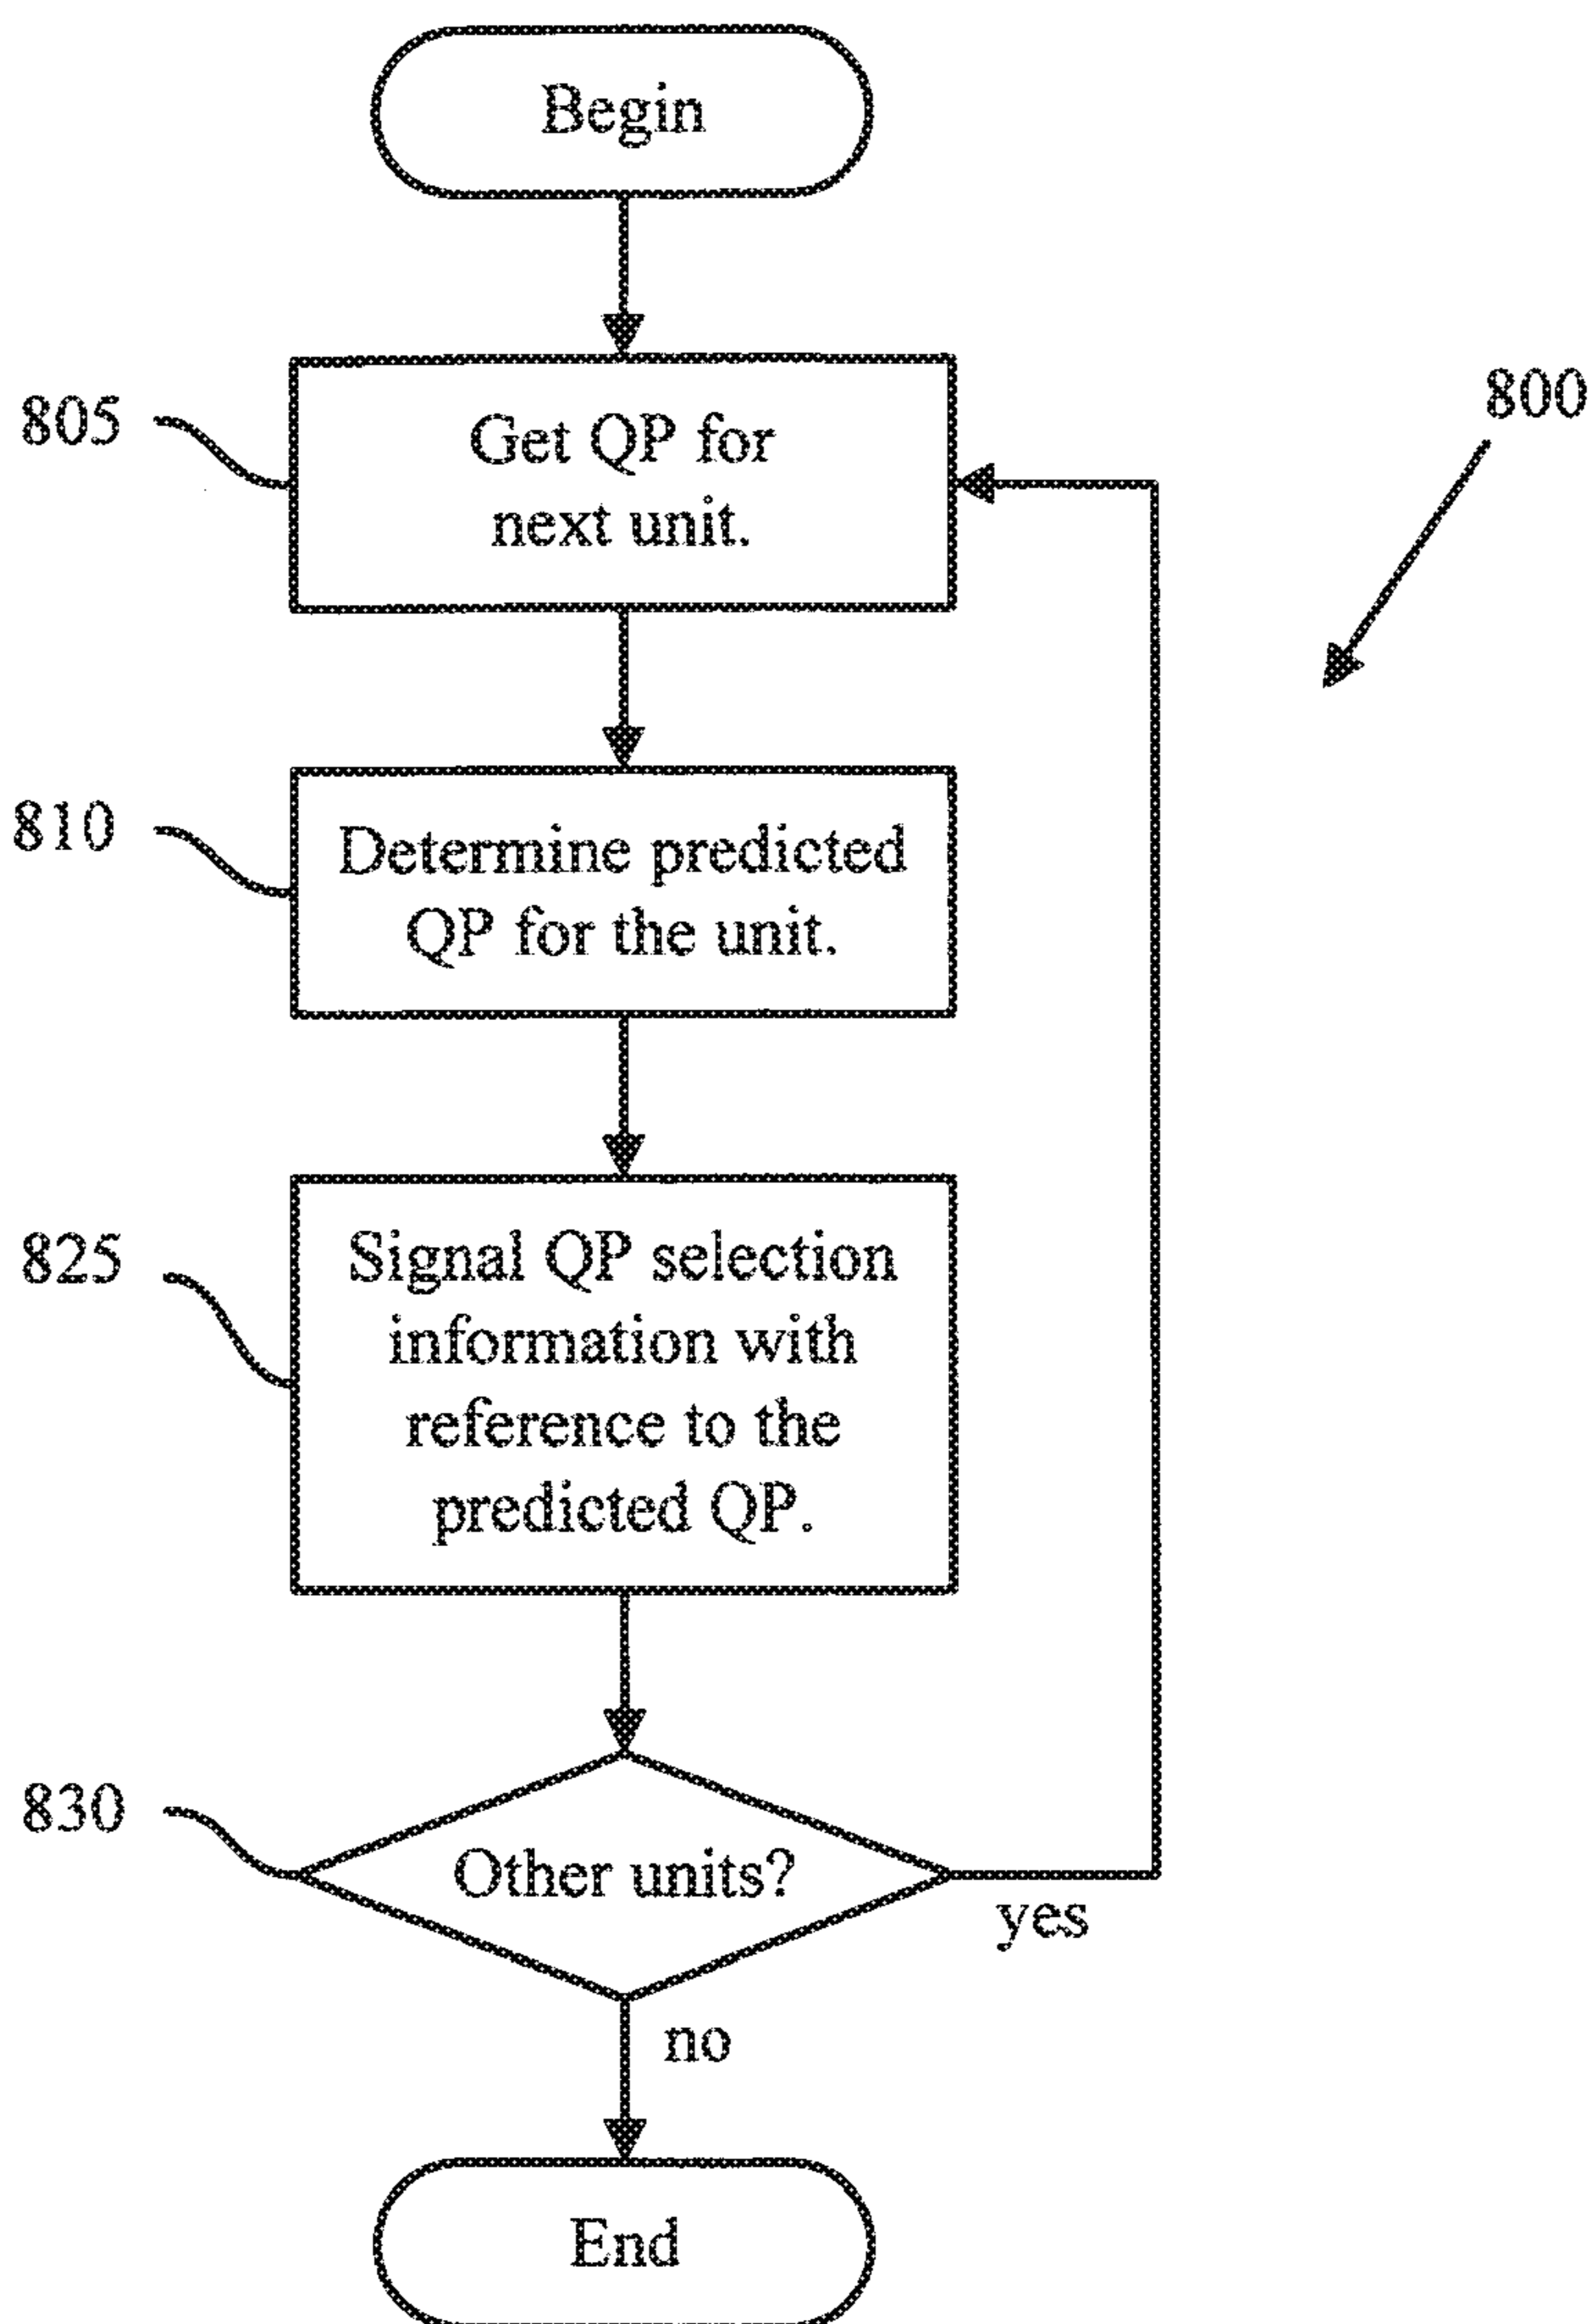 Begin
800
805
Get QP for
next unit.
810
Determine predicted
QP for the unit.
825
Signal QP selection
information with
reference to the
predicted QP.
830
Other units?
yes
no
End